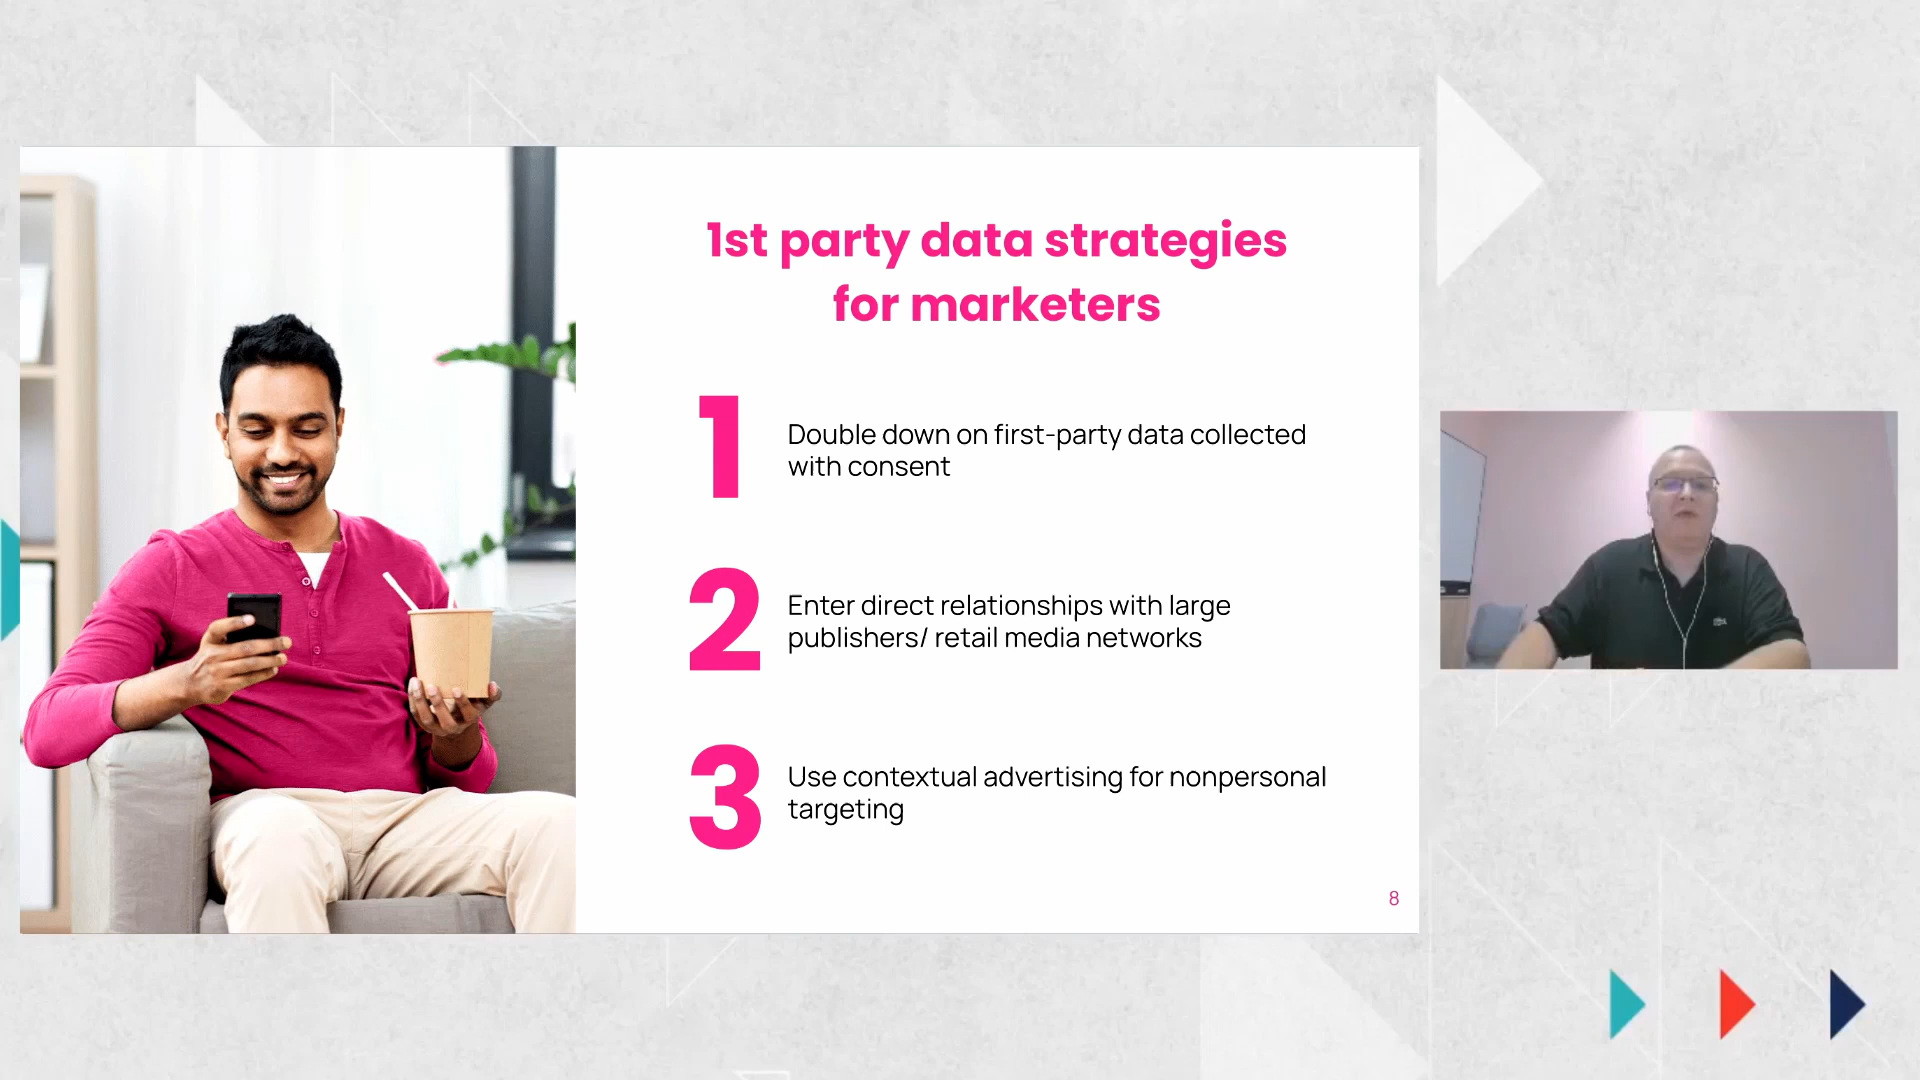 1st party data strategies
for marketers
1
Double down on first-party data collected
with consent
2
Enter direct relationships with large
publishers/ retail media networks
3
Use contextual advertising for nonpersonal
targeting
8